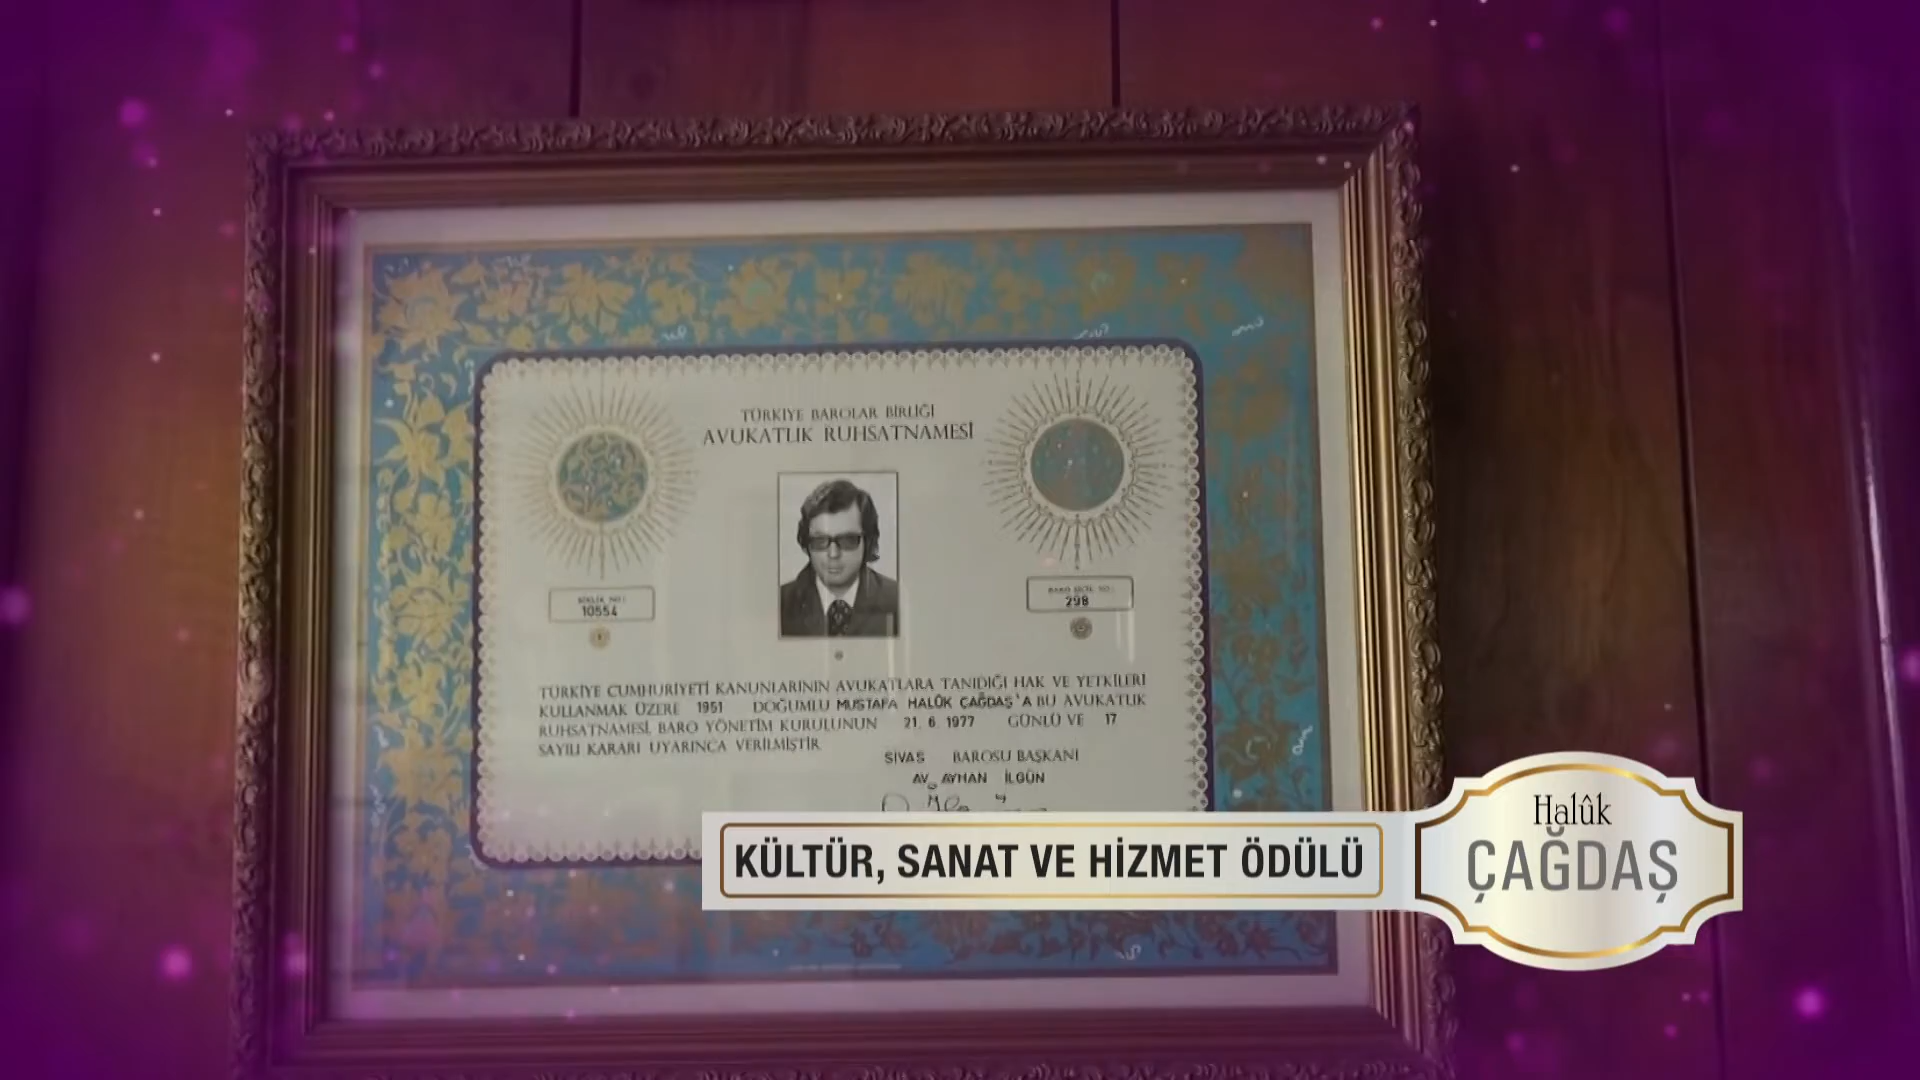 TÜRKİYE BAROLAR BİRLİĞİ
AVUKATLIK RUHSATNAMESİ
10554
298
TÜRKİYE CUMHURİYETİ KANUNLARININ AVUKATLARA TANIDIĞI HAK VE YETKİLERİ
KULLANMAK ÜZERE 1951 DOĞUMLU MUSTAFA HALÛK ÇAĞDAŞ'A BU AVUKATLIK
RUHSATNAMESİ, BARO YÖNETİM KURULUNUN 21. 6. 1977 GÜNLÜ VE 17
SAYILI KARARI UYARINCA VERİLMİŞTİR
SİVAS BAROSU BAŞKANI
AV. AYHAN İLGÜN
KÜLTÜR, SANAT VE HİZMET ÖDÜLÜ
Halûk
ÇAĞDAŞ